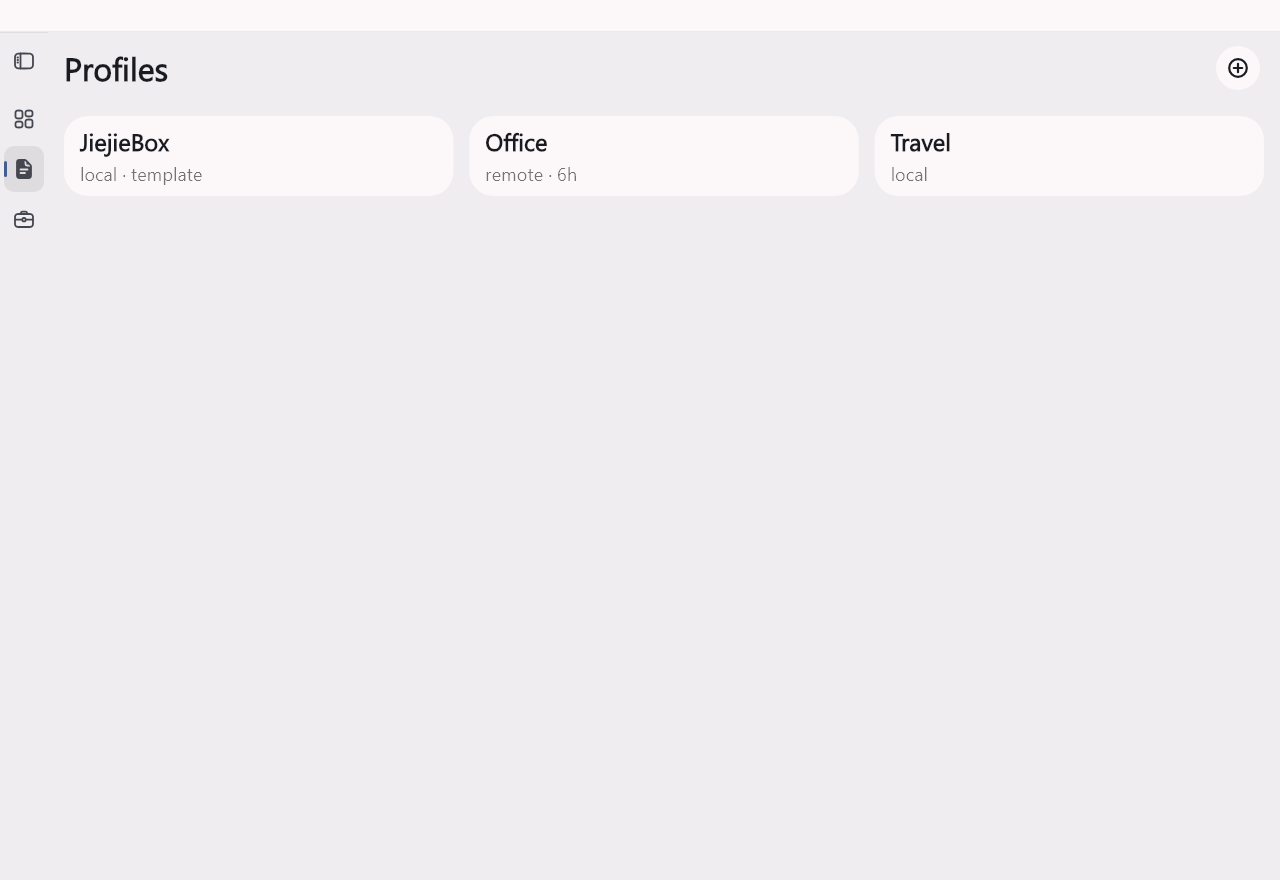 Profiles
JiejieBox
local · template
Office
remote · 6h
Travel
local